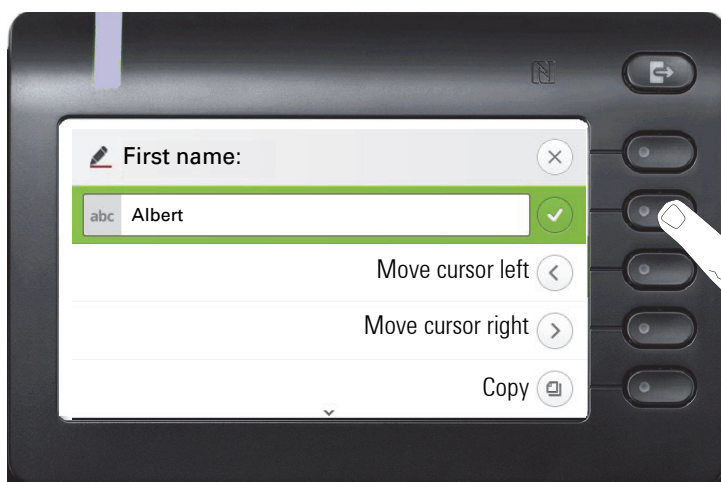 First name:
abc Albert
Move cursor left
Move cursor right
Copy